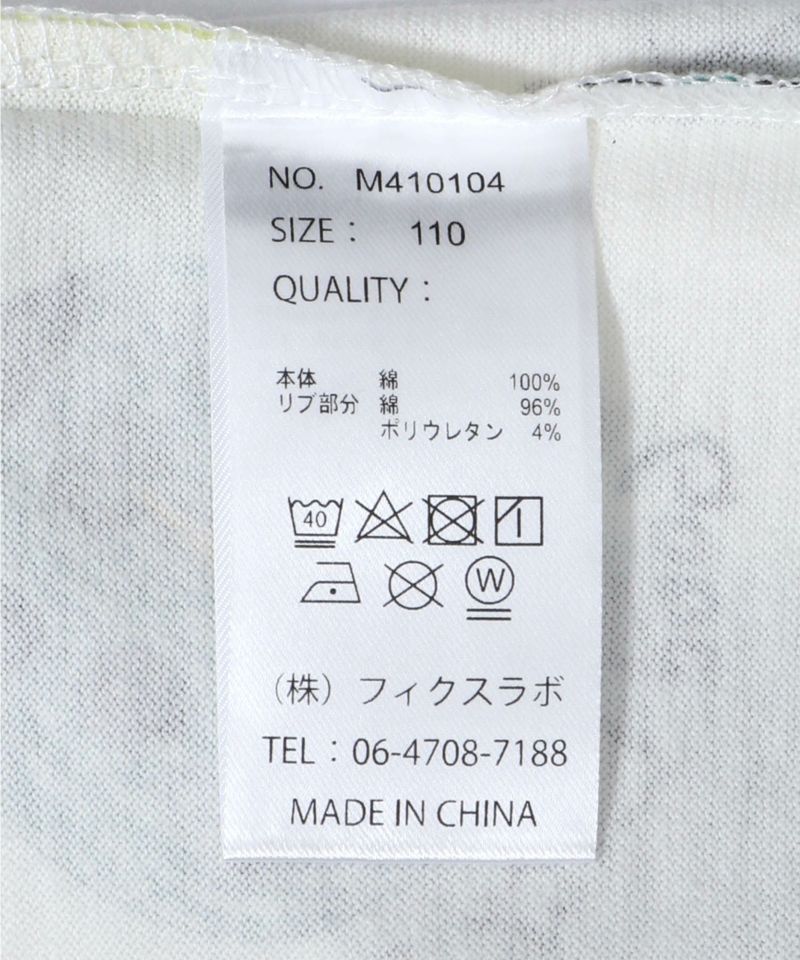 NO. M410104
SIZE : 110
QUALITY :
本体 綿 100%
リブ部分 綿 96%
ポリウレタン 4%
40
W
（株）フィクスラボ
TEL : 06-4708-7188
MADE IN CHINA